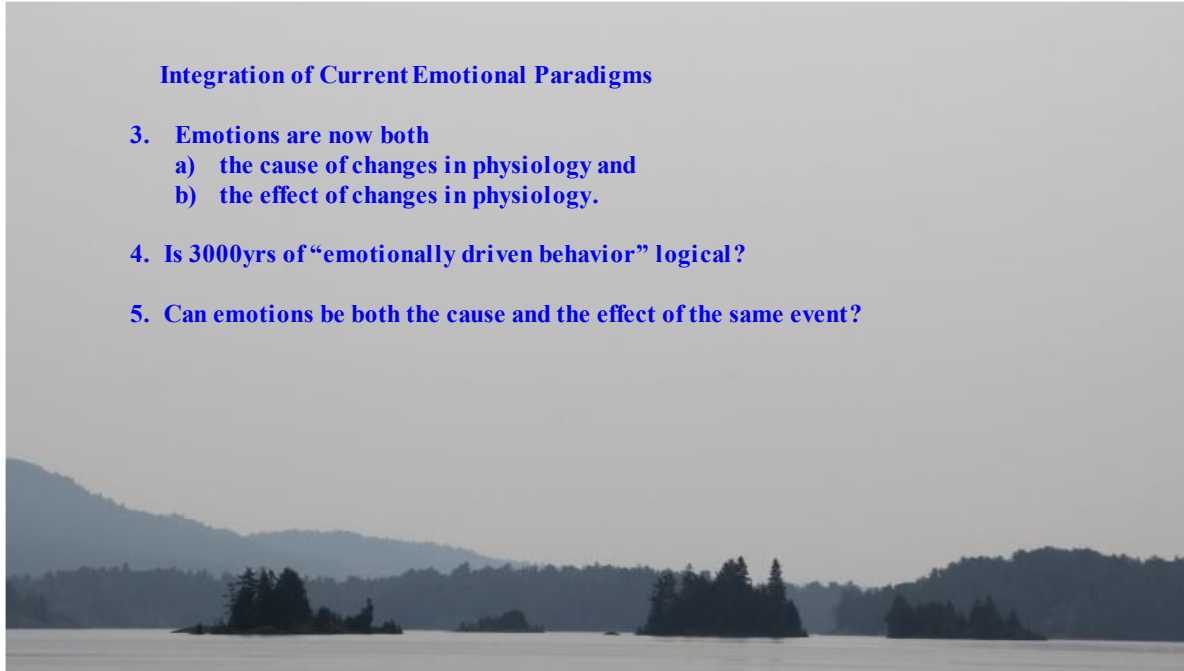 Integration of Current Emotional Paradigms
3. Emotions are now both
a) the cause of changes in physiology and
b) the effect of changes in physiology.
4. Is 3000yrs of “emotionally driven behavior” logical?
5. Can emotions be both the cause and the effect of the same event?